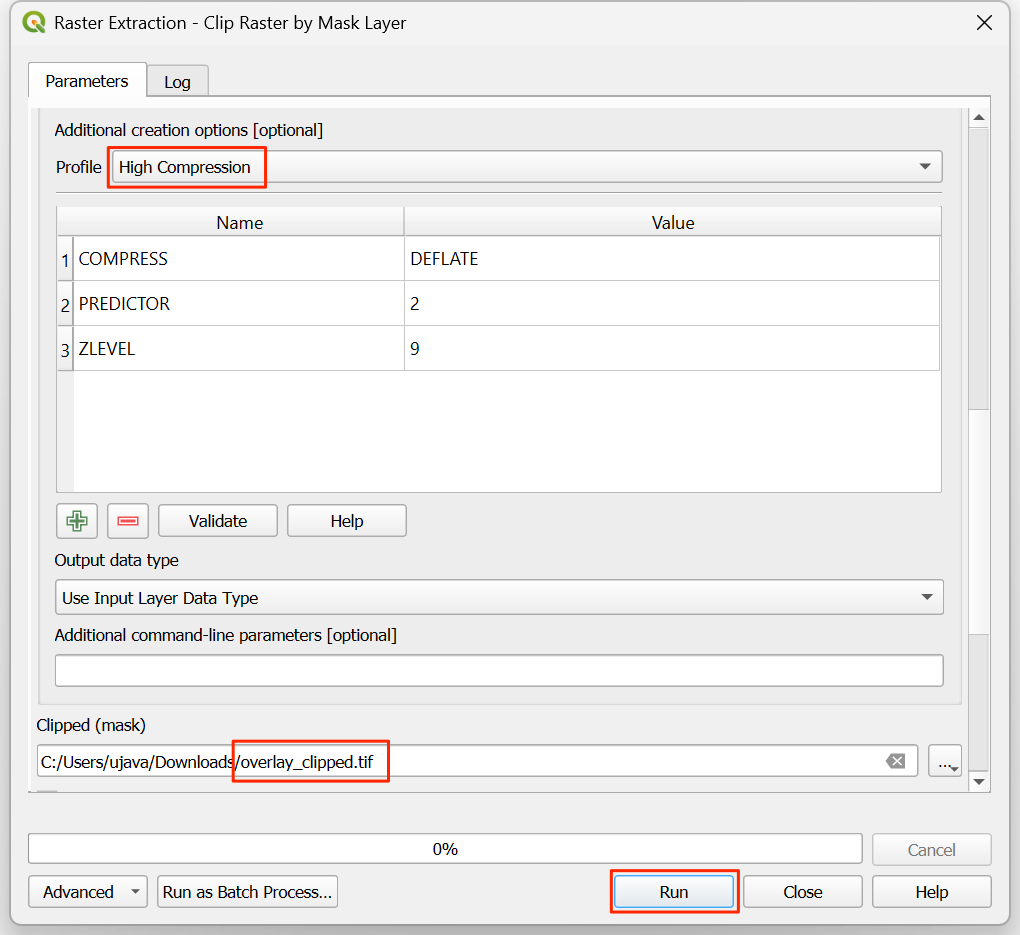 Raster Extraction - Clip Raster by Mask Layer
Parameters Log
Additional creation options [optional]
Profile High Compression
Name Value
1 COMPRESS DEFLATE
2 PREDICTOR 2
3 ZLEVEL 9
Validate Help
Output data type
Use Input Layer Data Type
Additional command-line parameters [optional]
Clipped (mask)
C:/Users/ujava/Downloads/overlay_clipped.tif ...
0% Cancel
Advanced Run as Batch Process... Run Close Help